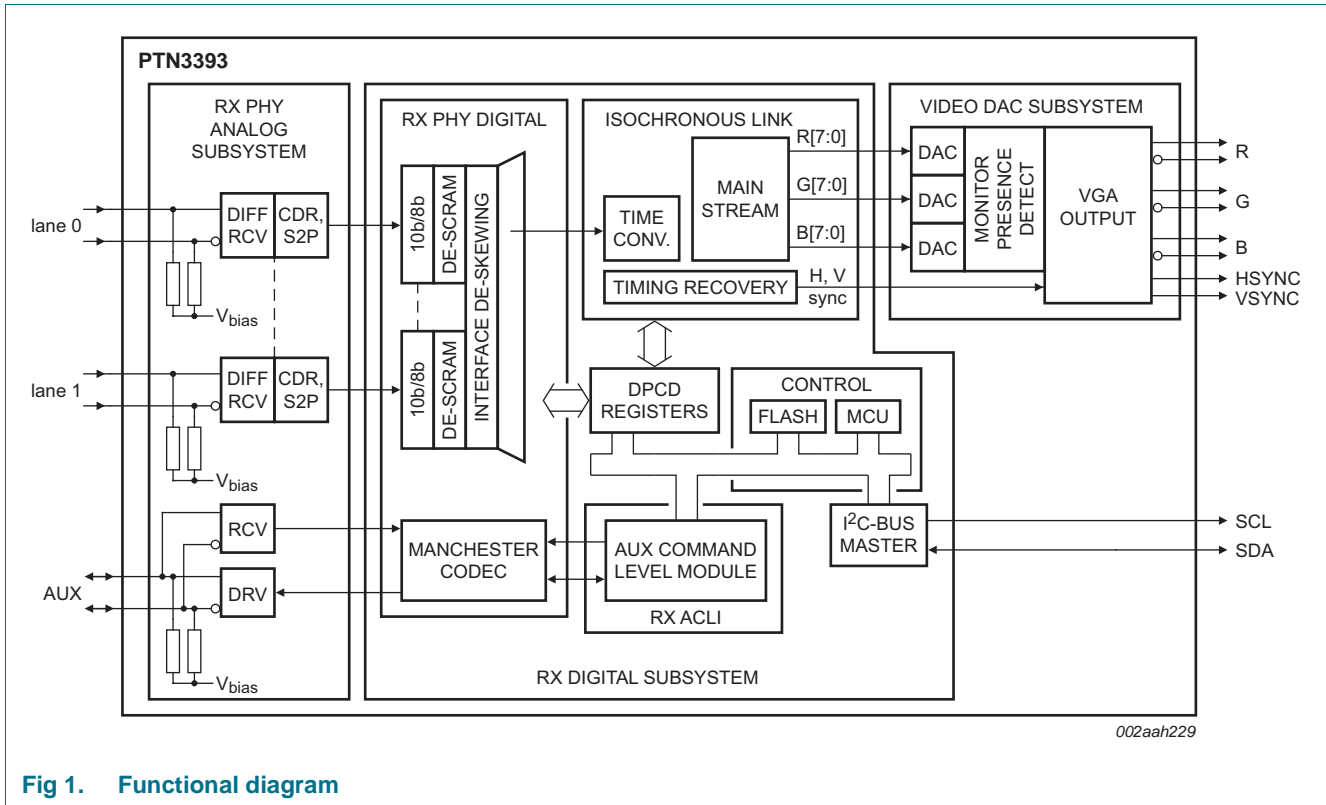 PTN3393
RX PHY
ANALOG
SUBSYSTEM
lane 0
DIFF
RCV
CDR,
S2P
Vbias
lane 1
DIFF
RCV
CDR,
S2P
Vbias
RCV
AUX
DRV
Vbias
RX PHY DIGITAL
10b/8b
DE-SCRAM
INTERFACE DE-SKEWING
10b/8b
DE-SCRAM
MANCHESTER
CODEC
ISOCHRONOUS LINK
TIME
CONV.
MAIN
STREAM
R[7:0]
G[7:0]
B[7:0]
TIMING RECOVERY
H, V
sync
DPCD
REGISTERS
CONTROL
FLASH
MCU
AUX COMMAND
LEVEL MODULE
RX ACLI
I2C-BUS
MASTER
RX DIGITAL SUBSYSTEM
VIDEO DAC SUBSYSTEM
DAC
DAC
DAC
MONITOR
PRESENCE
DETECT
VGA
OUTPUT
R
G
B
HSYNC
VSYNC
SCL
SDA
002aah229
Fig 1. Functional diagram